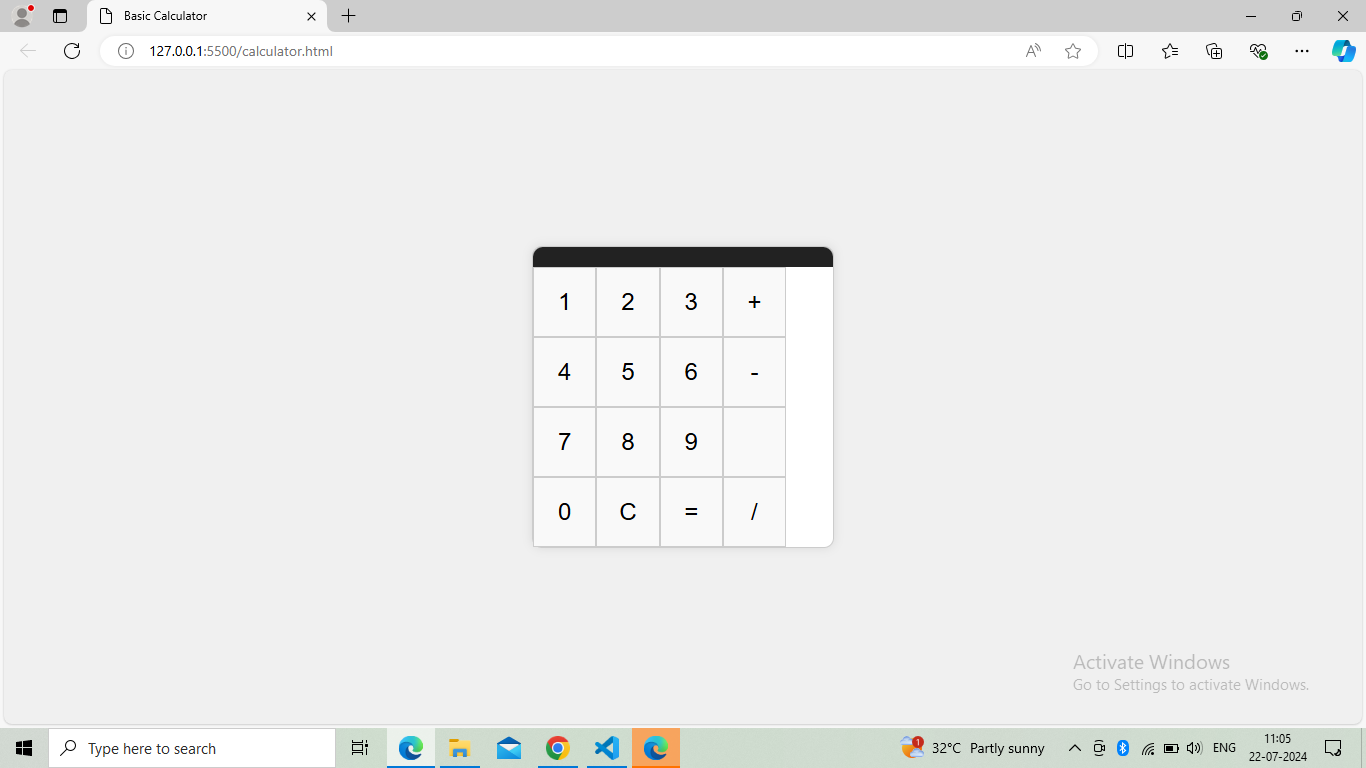 Basic Calculator
127.0.0.1:5500/calculator.html
1 2 3 +
4 5 6 -
7 8 9
0 C = /
Activate Windows
Go to Settings to activate Windows.
Type here to search
1
32°C Partly sunny
ENG
11:05
22-07-2024